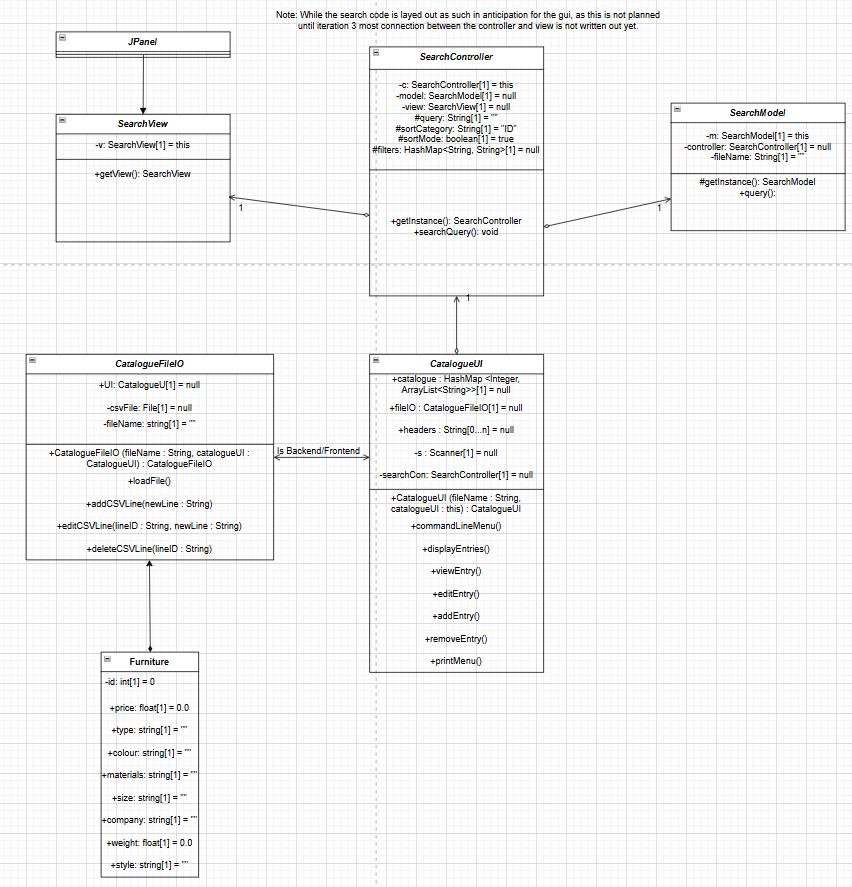 Note: While the search code is layed out as such in anticipation for the gui, as this is not planned
until iteration 3 most connection between the controller and view is not written out yet.
JPanel
SearchView
-v: SearchView[1] = this
+getView(): SearchView
1
SearchController
-c: SearchController[1] = this
-model: SearchModel[1] = null
-view: SearchView[1] = null
#query: String[1] = ""
#sortCategory: String[1] = "ID"
#sortMode: boolean[1] = true
#filters: HashMap<String, String>[1] = null
+getInstance(): SearchController
+searchQuery(): void
1
SearchModel
-m: SearchModel[1] = this
-controller: SearchController[1] = null
-fileName: String[1] = ""
#getInstance(): SearchModel
+query():
1
CatalogueFileIO
+UI: CatalogueU[1] = null
-csvFile: File[1] = null
-fileName: string[1] = ""
+CatalogueFileIO (fileName : String, catalogueUI :
CatalogueUI) : CatalogueFileIO
+loadFile()
+addCSVLine(newLine : String)
+editCSVLine(lineID : String, newLine : String)
+deleteCSVLine(lineID : String)
Is Backend/Frontend
CatalogueUI
+catalogue : HashMap <Integer,
ArrayList<String>>[1] = null
+fileIO : CatalogueFileIO[1] = null
+headers : String[0...n] = null
-s : Scanner[1] = null
-searchCon: SearchController[1] = null
+CatalogueUI (fileName : String,
catalogueUI : this) : CatalogueUI
+commandLineMenu()
+displayEntries()
+viewEntry()
+editEntry()
+addEntry()
+removeEntry()
+printMenu()
Furniture
-id: int[1] = 0
+price: float[1] = 0.0
+type: string[1] = ""
+colour: string[1] = ""
+materials: string[1] = ""
+size: string[1] = ""
+company: string[1] = ""
+weight: float[1] = 0.0
+style: string[1] = ""